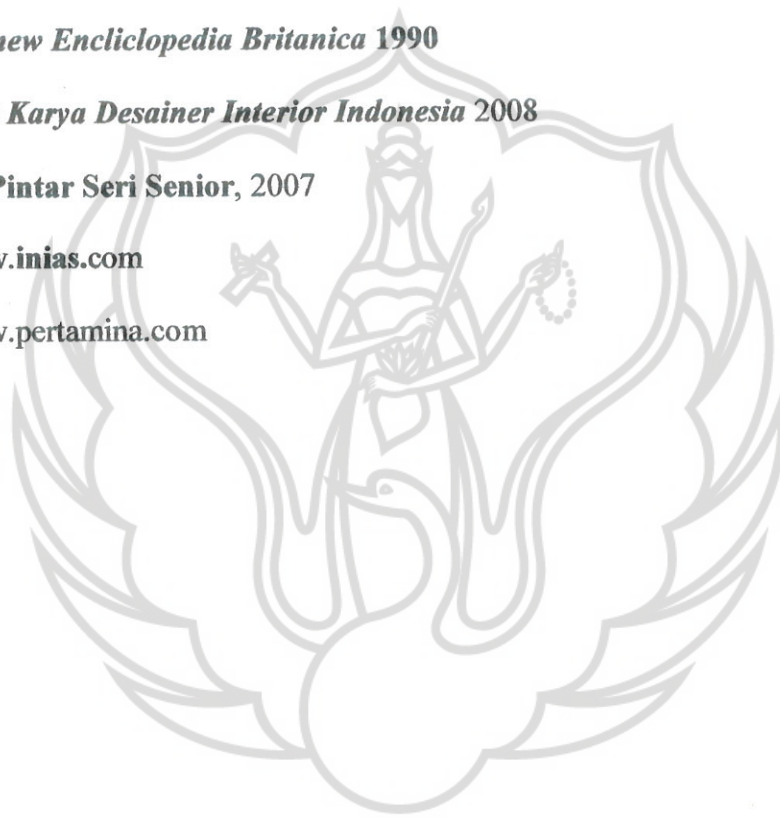 new Encliclopedia Britanica 1990
Karya Desainer Interior Indonesia 2008
Pintar Seri Senior, 2007
.inias.com
.pertamina.com